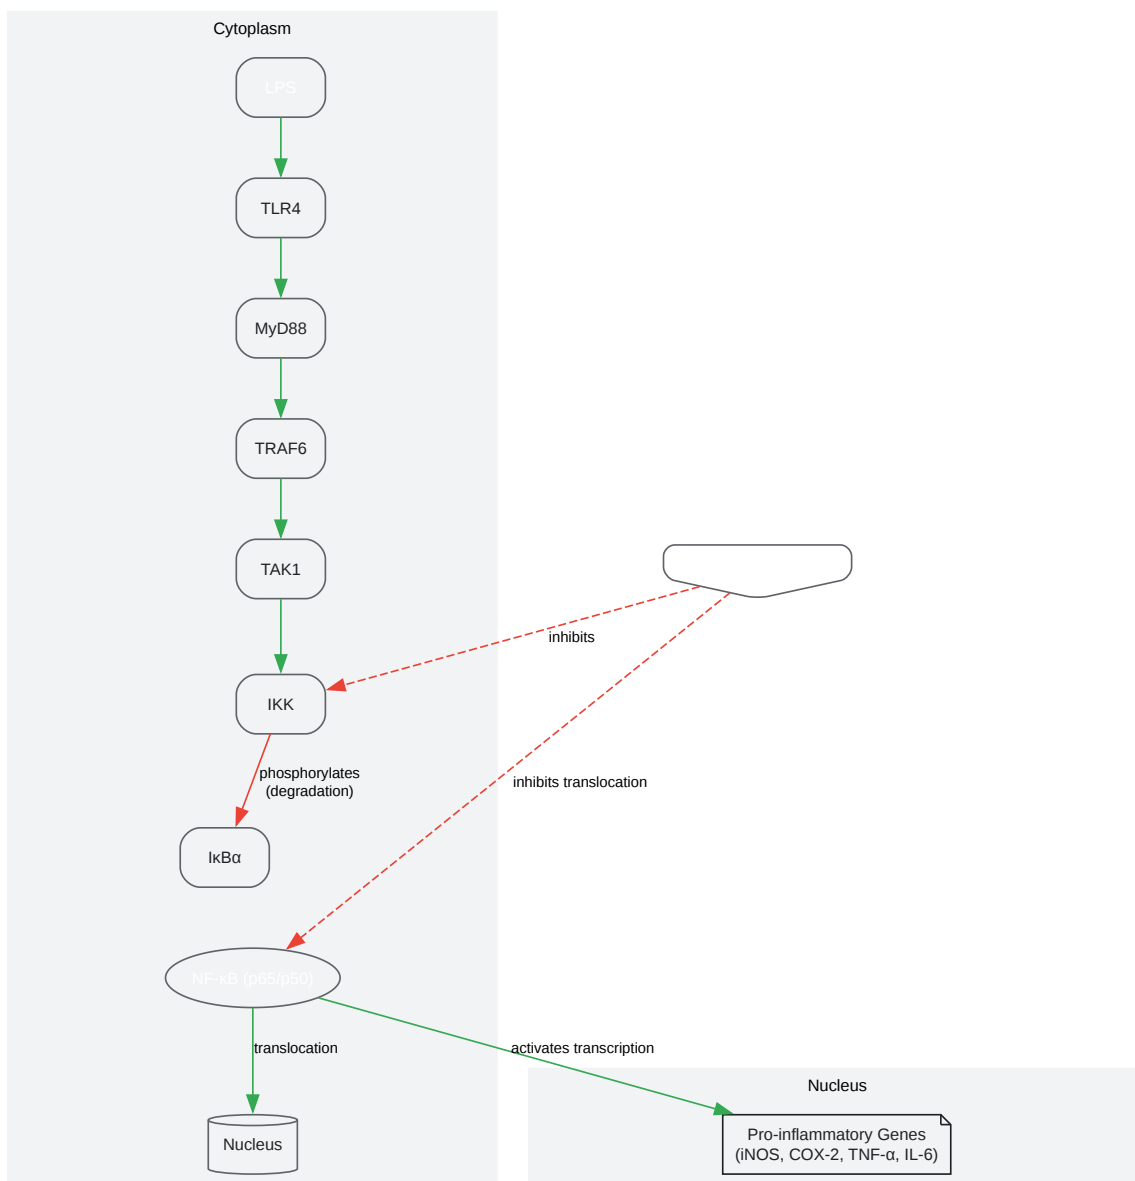 Cytoplasm
LPS
TLR4
MyD88
TRAF6
TAK1
inhibits
IKK
phosphorylates
(degradation)
inhibits translocation
IκBα
NF-κB (p65/p50)
translocation
activates transcription
Nucleus
Nucleus
Pro-inflammatory Genes
(iNOS, COX-2, TNF-α, IL-6)